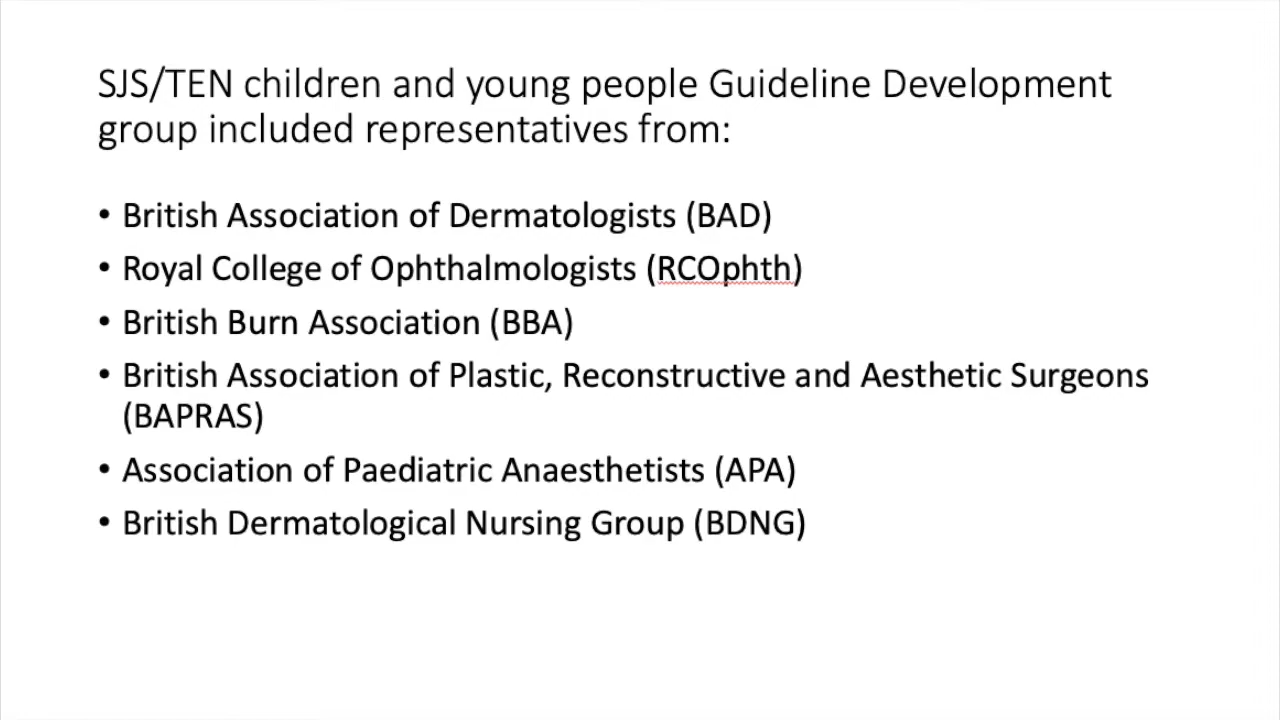 SJS/TEN children and young people Guideline Development
group included representatives from:
• British Association of Dermatologists (BAD)
• Royal College of Ophthalmologists (RCOphth)
• British Burn Association (BBA)
• British Association of Plastic, Reconstructive and Aesthetic Surgeons
(BAPRAS)
• Association of Paediatric Anaesthetists (APA)
• British Dermatological Nursing Group (BDNG)